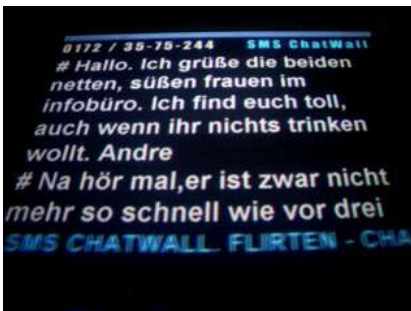 0172 / 35-75-244 SMS ChatWall
# Hallo. Ich grüße die beiden
netten, süßen frauen im
infobüro. Ich find euch toll,
auch wenn ihr nichts trinken
wollt. Andre
# Na hör mal,er ist zwar nicht
mehr so schnell wie vor drei
SMS CHATWALL. FLIRTEN - CHA